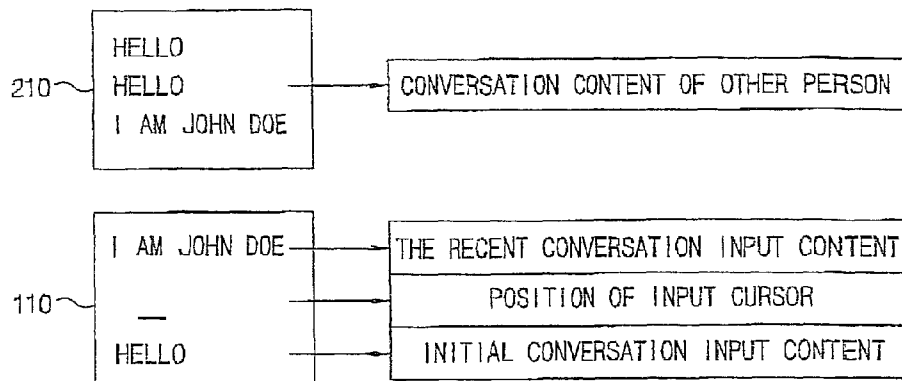 HELLO
210 HELLO CONVERSATION CONTENT OF OTHER PERSON
I AM JOHN DOE
I AM JOHN DOE THE RECENT CONVERSATION INPUT CONTENT
110 POSITION OF INPUT CURSOR
HELLO INITIAL CONVERSATION INPUT CONTENT